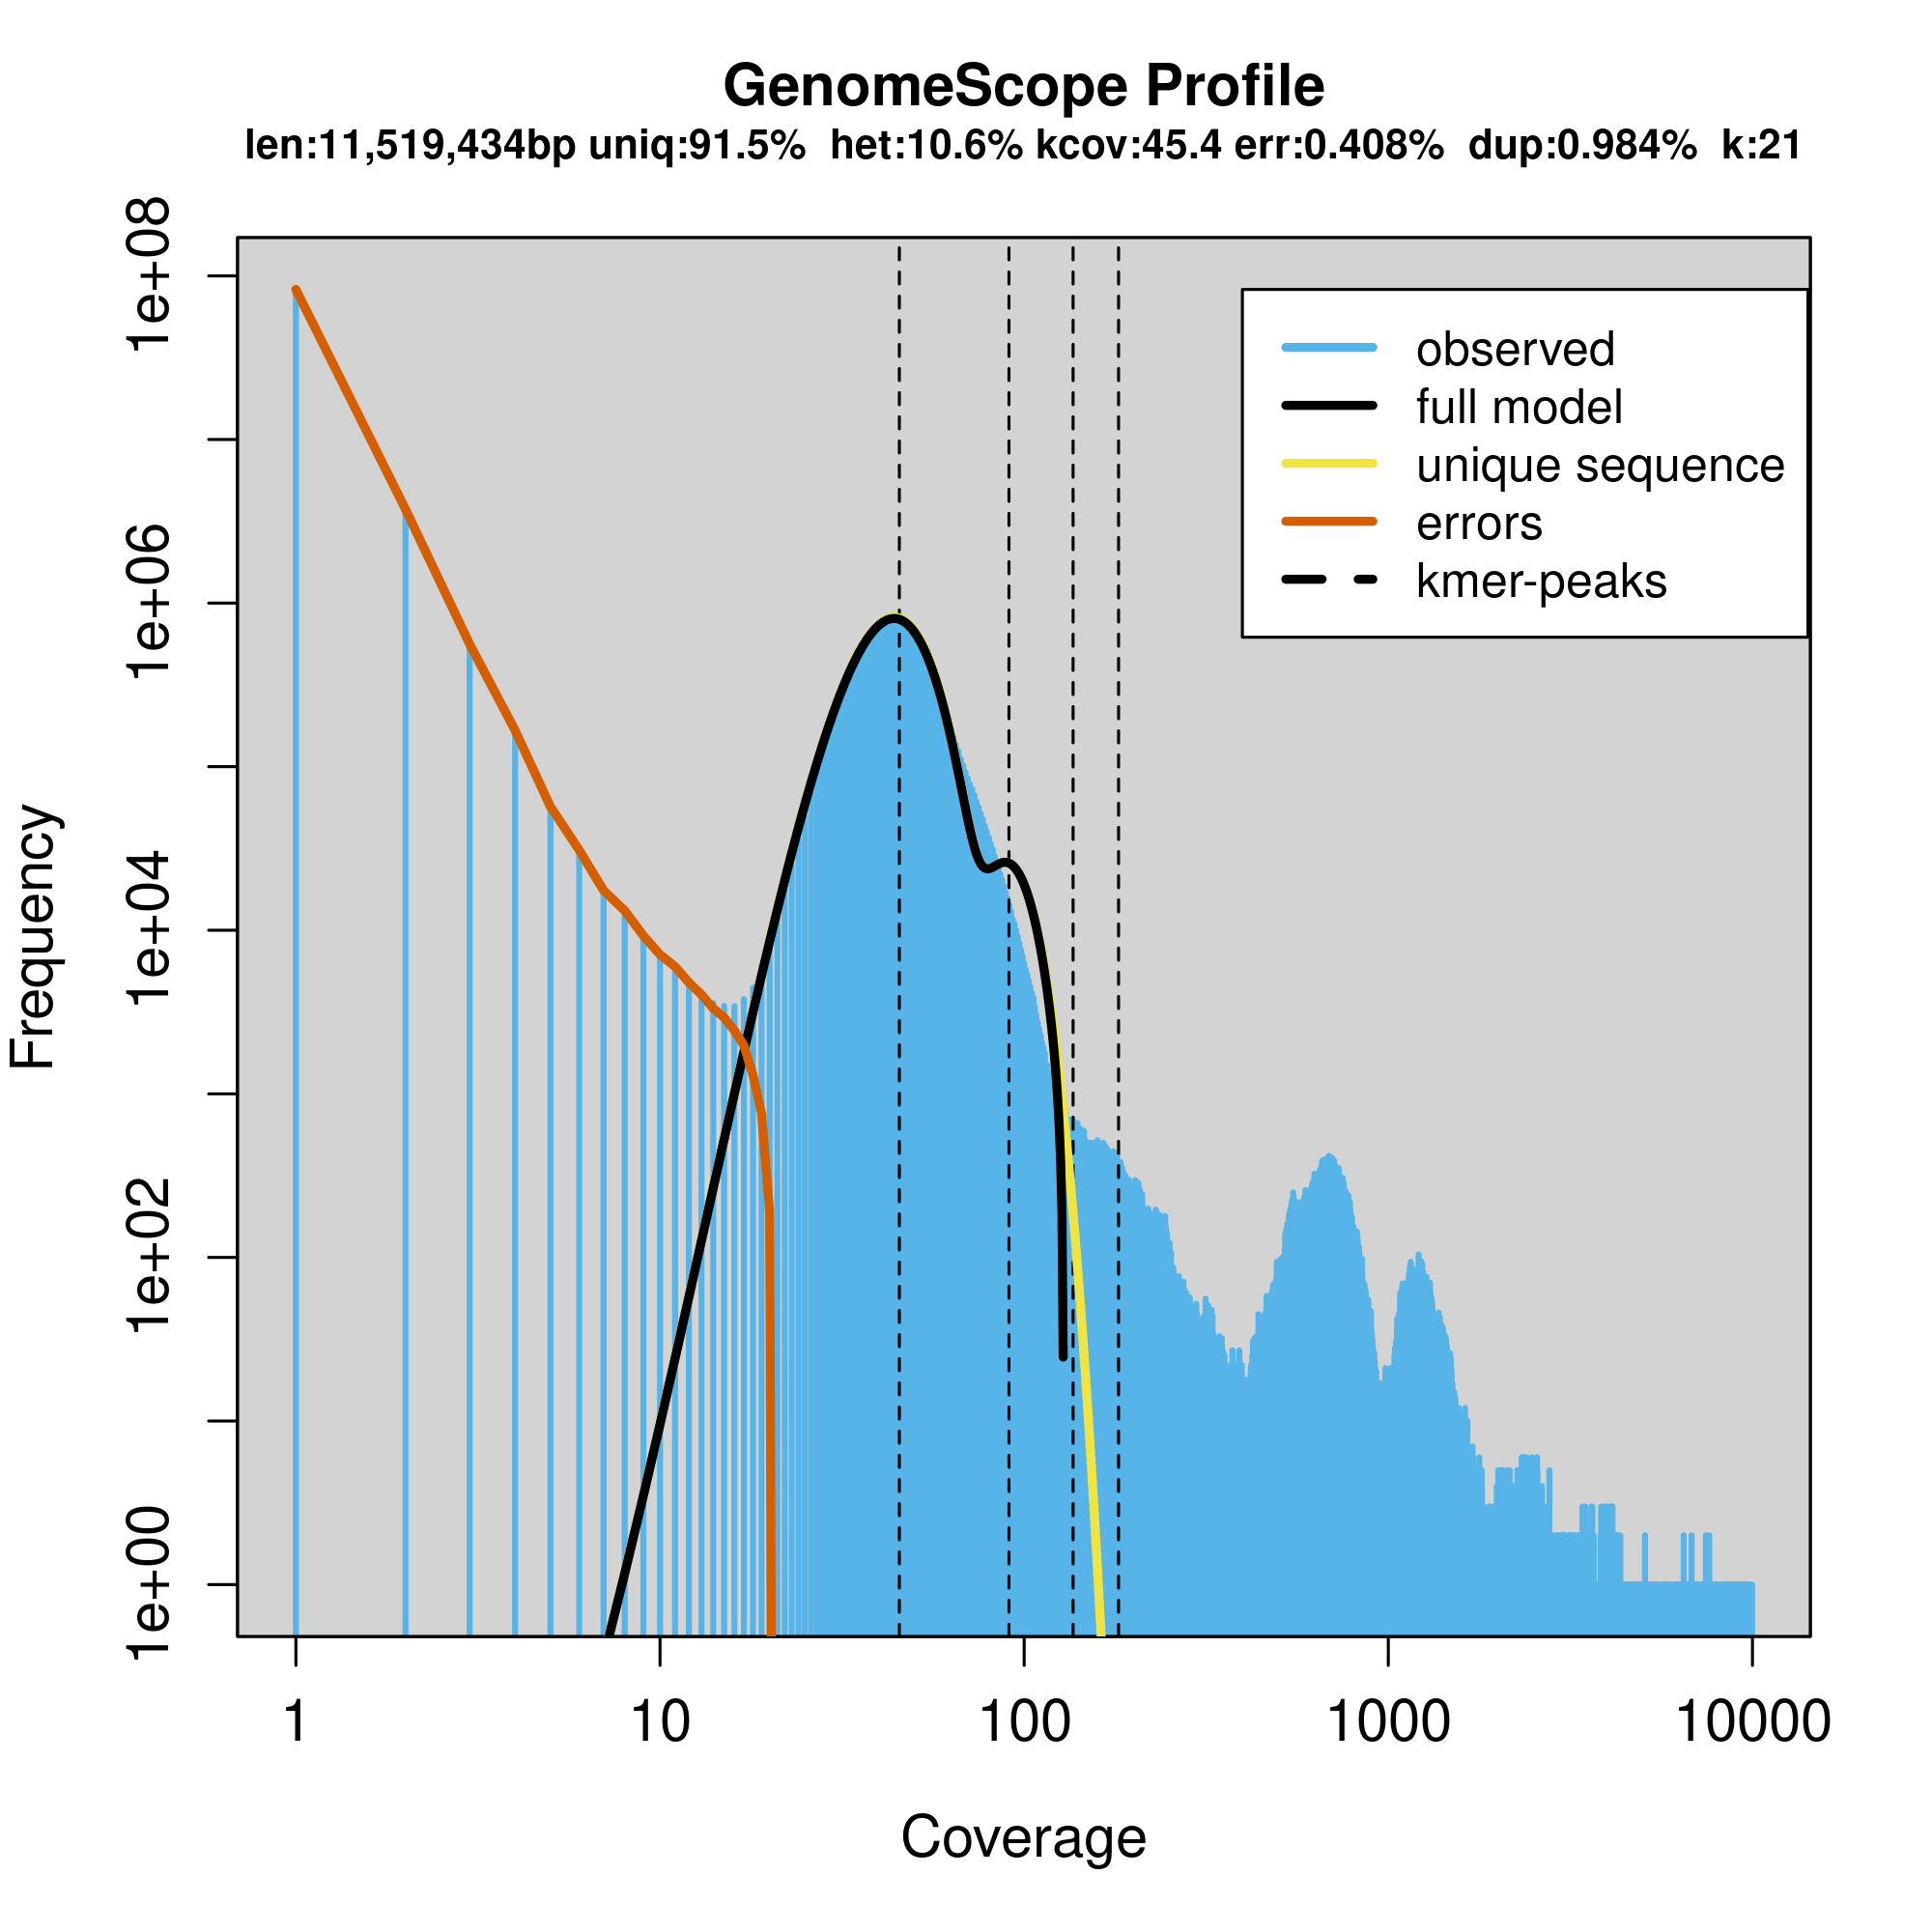 GenomeScope Profile
len:11,519,434bp uniq:91.5% het:10.6% kcov:45.4 err:0.408% dup:0.984% k:21
Frequency
1e+08
1e+06
1e+04
1e+02
1e+00
observed
full model
unique sequence
errors
kmer-peaks
1 10 100 1000 10000
Coverage